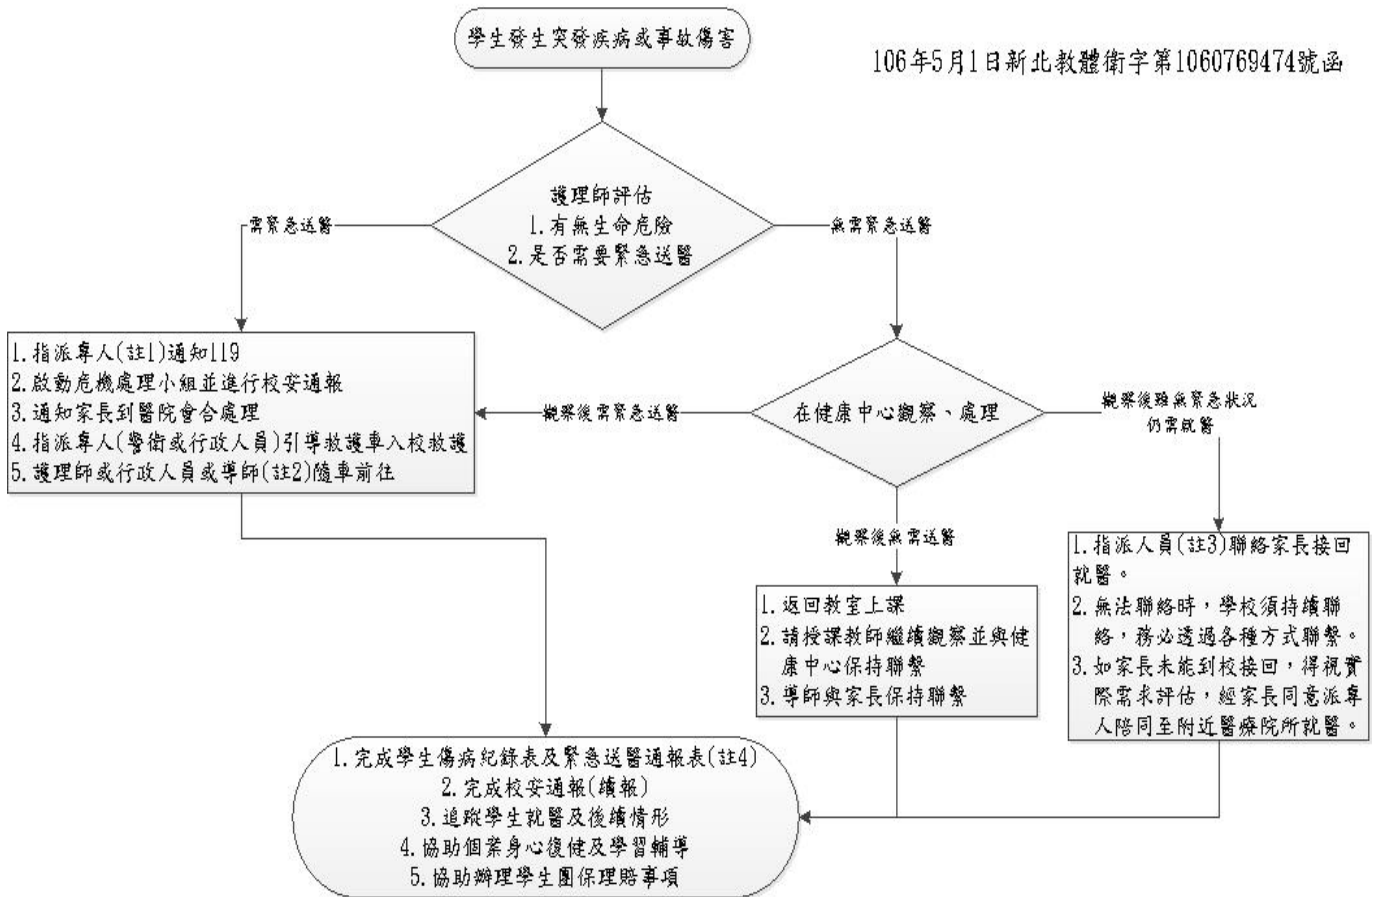 學生發生突發疾病或事故傷害
106年5月1日新北教體衛字第1060769474號函
護理師評估
1.有無生命危險
2.是否需要緊急送醫
需緊急送醫
無需緊急送醫
1.指派專人(註1)通知119
2.啟動危機處理小組並進行校安通報
3.通知家長到醫院會合處理
4.指派專人(警衛或行政人員)引導救護車入校救護
5.護理師或行政人員或導師(註2)隨車前往
觀察後需緊急送醫
在健康中心觀察、處理
觀察後雖無緊急狀況
仍需就醫
觀察後無需送醫
1.返回教室上課
2.請授課教師繼續觀察並與健
康中心保持聯繫
3.導師與家長保持聯繫
1.指派人員(註3)聯絡家長接回
就醫。
2.無法聯絡時，學校須持續聯
絡，務必透過各種方式聯繫。
3.如家長未能到校接回，得視實
際需求評估，經家長同意派專
人陪同至附近醫療院所就醫。
1.完成學生傷病紀錄表及緊急送醫通報表(註4)
2.完成校安通報(續報)
3.追蹤學生就醫及後續情形
4.協助個案身心復健及學習輔導
5.協助辦理學生團保理賠事項